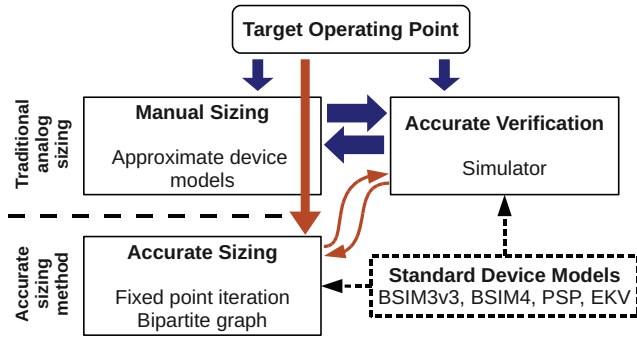 Target Operating Point
Traditional
analog
sizing
Manual Sizing
Approximate device
models
Accurate Verification
Simulator
Accurate
sizing
method
Accurate Sizing
Fixed point iteration
Bipartite graph
Standard Device Models
BSIM3v3, BSIM4, PSP, EKV